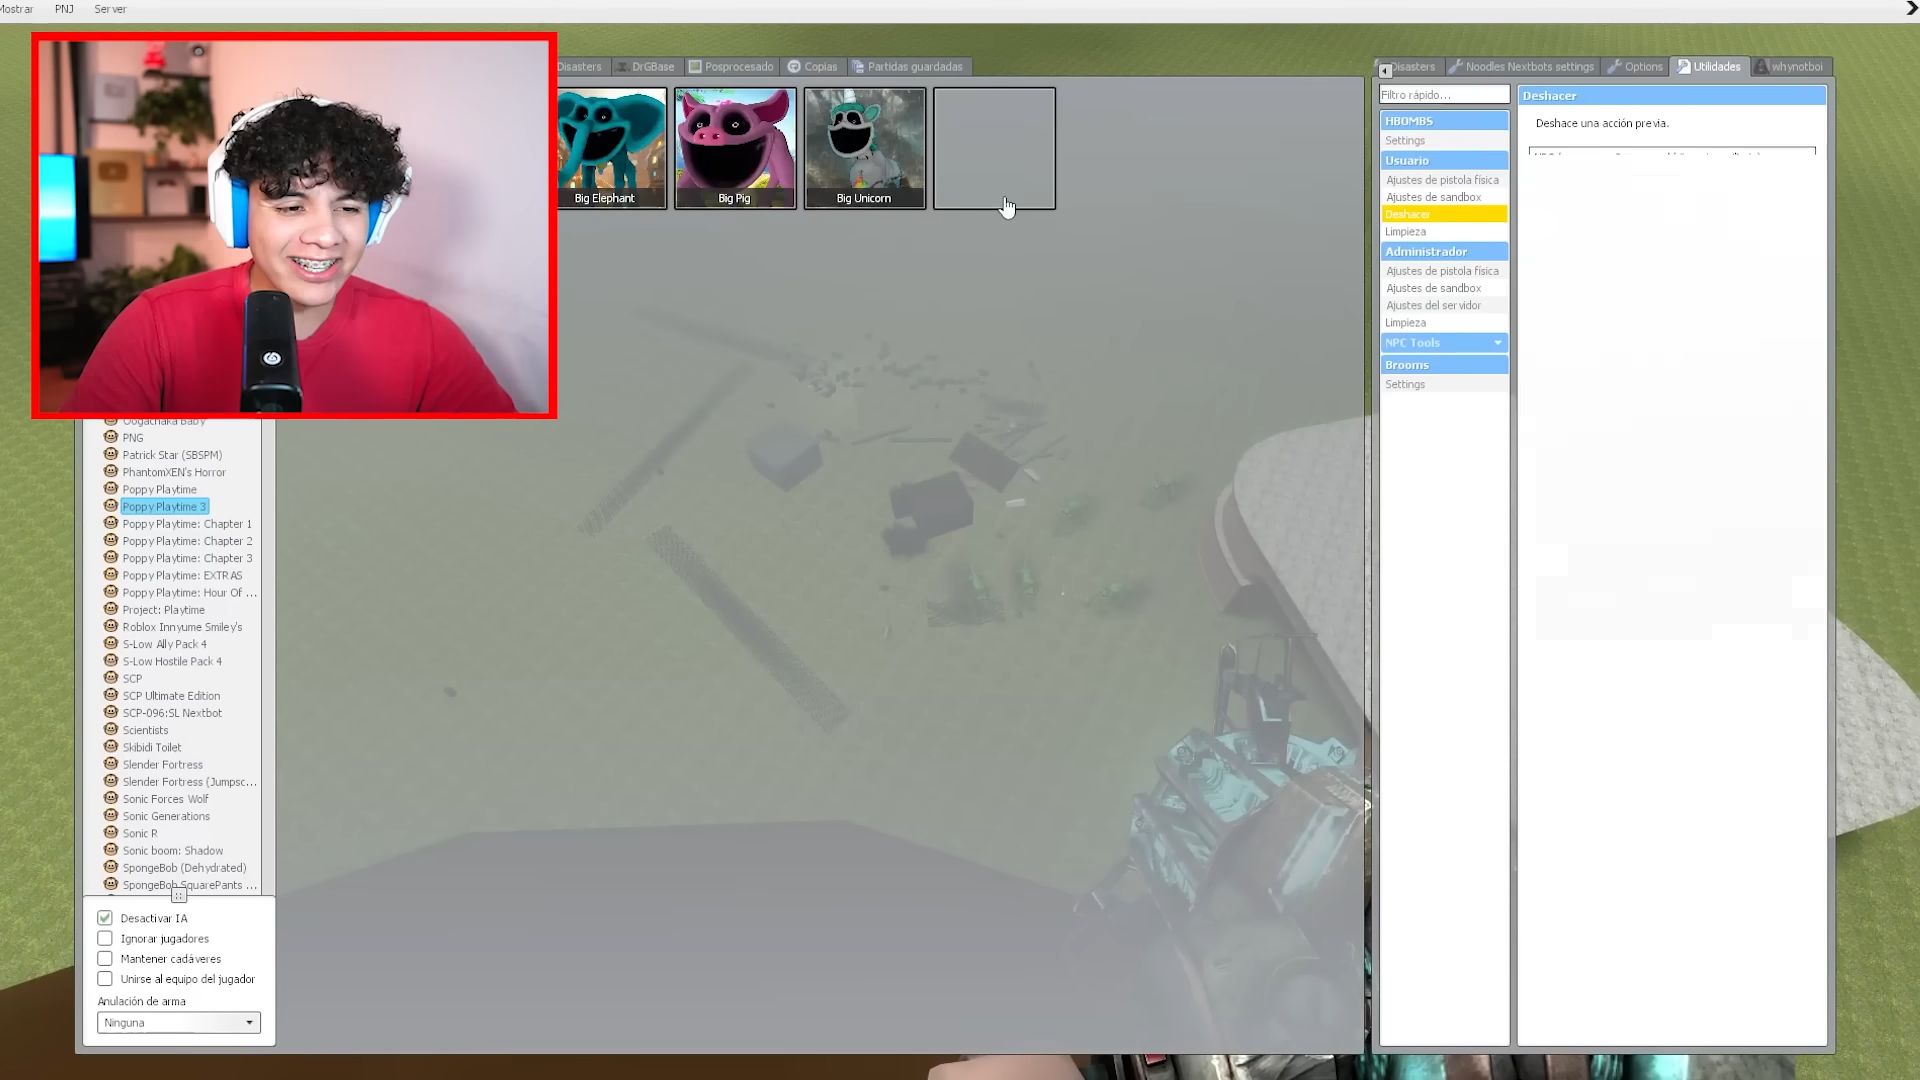 Mostrar PNJ Server
Disasters DrGBase Posprocesado Copias Partidas guardadas
Disasters Noodles Nextbots settings Options Utilidades whynotboi
Big Elephant
Big Pig
Big Unicorn
Oogachaka Baby
PNG
Patrick Star (SBSPM)
PhantomXEN's Horror
Poppy Playtime
Poppy Playtime 3
Poppy Playtime: Chapter 1
Poppy Playtime: Chapter 2
Poppy Playtime: Chapter 3
Poppy Playtime: EXTRAS
Poppy Playtime: Hour Of ...
Project: Playtime
Roblox Innyume Smiley's
S-Low Ally Pack 4
S-Low Hostile Pack 4
SCP
SCP Ultimate Edition
SCP-096:SL Nextbot
Scientists
Skibidi Toilet
Slender Fortress
Slender Fortress (Jumpsc...
Sonic Forces Wolf
Sonic Generations
Sonic R
Sonic boom: Shadow
SpongeBob (Dehydrated)
SpongeBob SquarePants ...
Desactivar IA
Ignorar jugadores
Mantener cadáveres
Unirse al equipo del jugador
Anulación de arma
Ninguna
Filtro rápido...
HBOMBS
Settings
Usuario
Ajustes de pistola física
Ajustes de sandbox
Deshacer
Limpieza
Administrador
Ajustes de pistola física
Ajustes de sandbox
Ajustes del servidor
Limpieza
NPC Tools
Brooms
Settings
Deshacer
Deshace una acción previa.